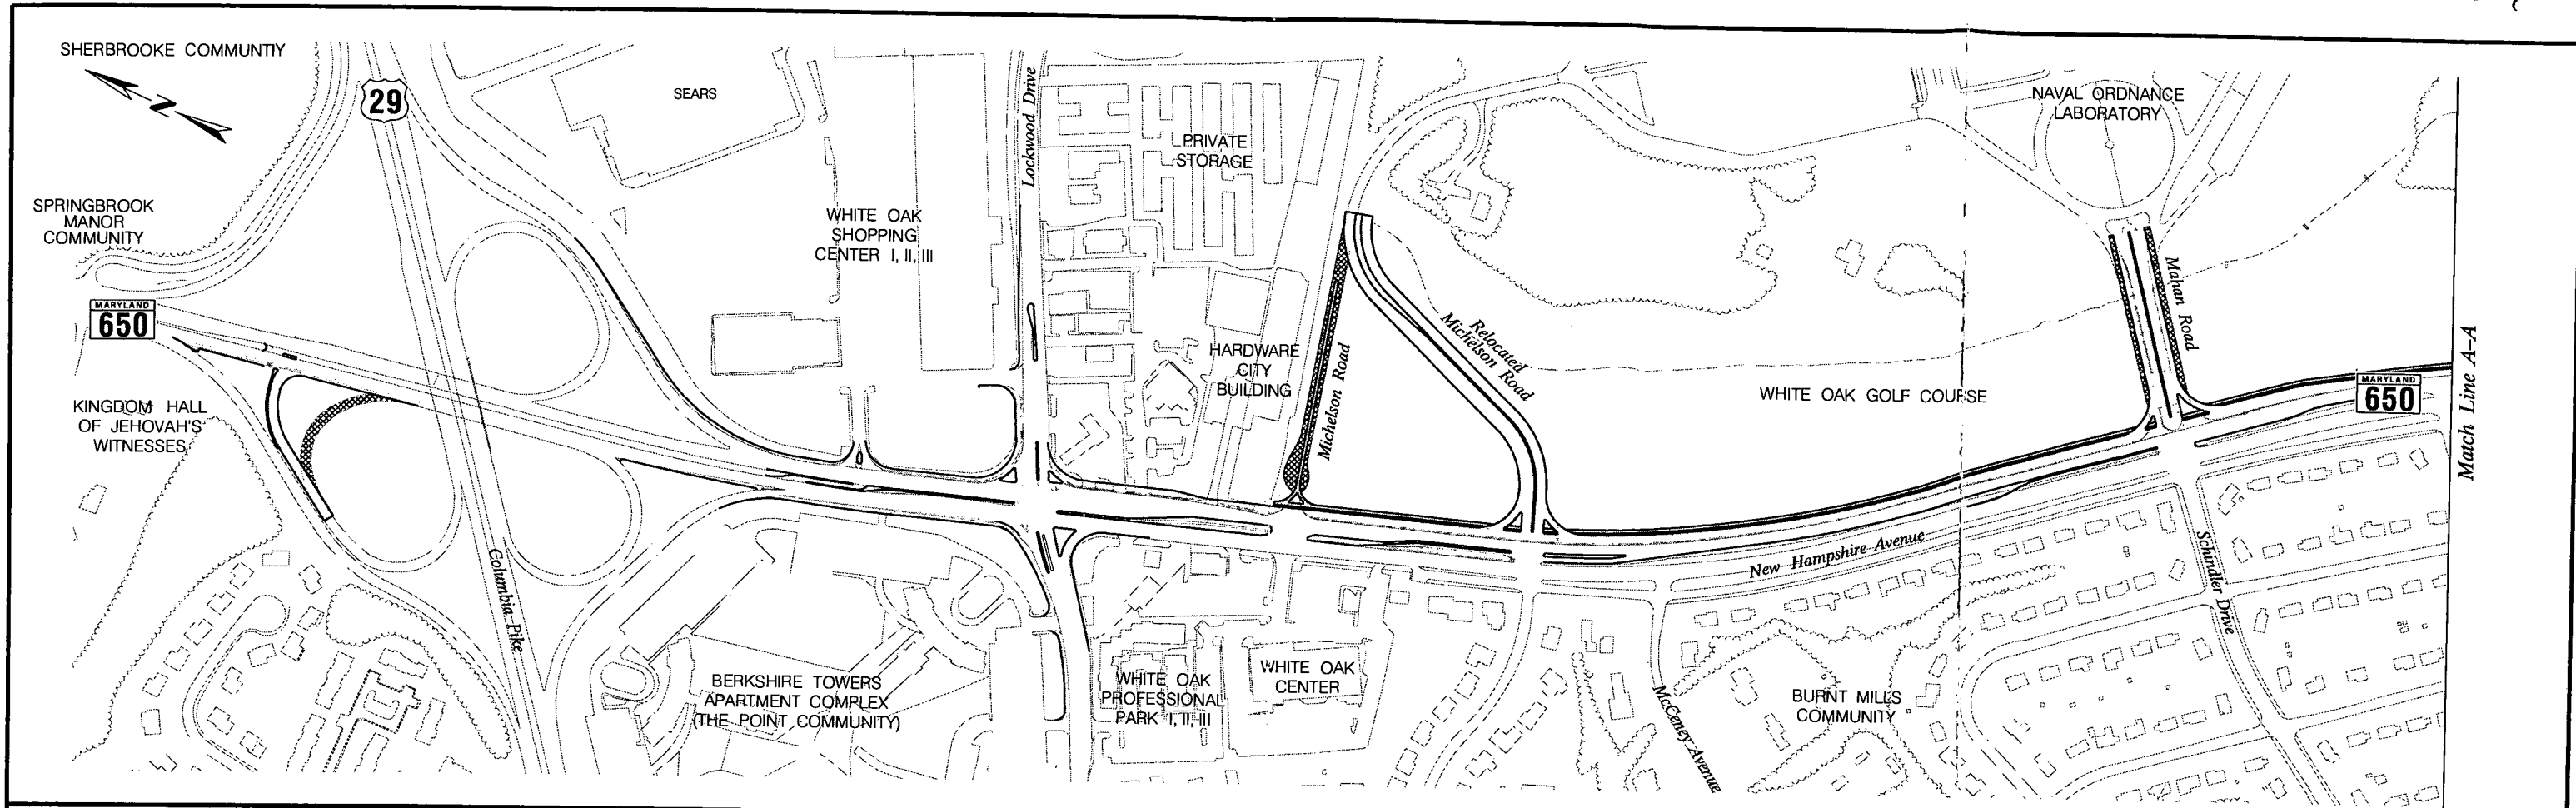 SHERBROOKE COMMUNTIY
N
29
SEARS
Lockwood Drive
PRIVATE
STORAGE
NAVAL ORDNANCE
LABORATORY
SPRINGBROOK
MANOR
COMMUNITY
WHITE OAK
SHOPPING
CENTER I, II, III
Mahan Road
MARYLAND
650
Relocated
Michelson Road
HARDWARE
CITY
BUILDING
Michelson Road
WHITE OAK GOLF COURSE
MARYLAND
650
Match Line A-A
KINGDOM HALL
OF JEHOVAH'S
WITNESSES
Columbia Pike
New Hampshire Avenue
Schindler Drive
BERKSHIRE TOWERS
APARTMENT COMPLEX
(THE POINT COMMUNITY)
WHITE OAK
PROFESSIONAL
PARK I, II, III
WHITE OAK
CENTER
McCeney Avenue
BURNT MILLS
COMMUNITY